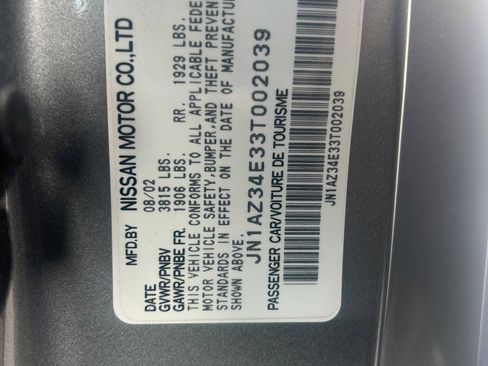 MFD.BY NISSAN MOTOR CO.,LTD
DATE 08/02
GVWR/PNBV 3815 LBS.
GAWR/PNBE FR. 1906 LBS. RR. 1929 LBS.
THIS VEHICLE CONFORMS TO ALL APPLICABLE
MOTOR VEHICLE SAFETY, BUMPER, AND THEFT PREVENT
STANDARDS IN EFFECT ON THE DATE OF MANUFACTUR
SHOWN ABOVE.
JN1AZ34E33T002039
PASSENGER CAR/VOITURE DE TOURISME
JN1AZ34E33T002039